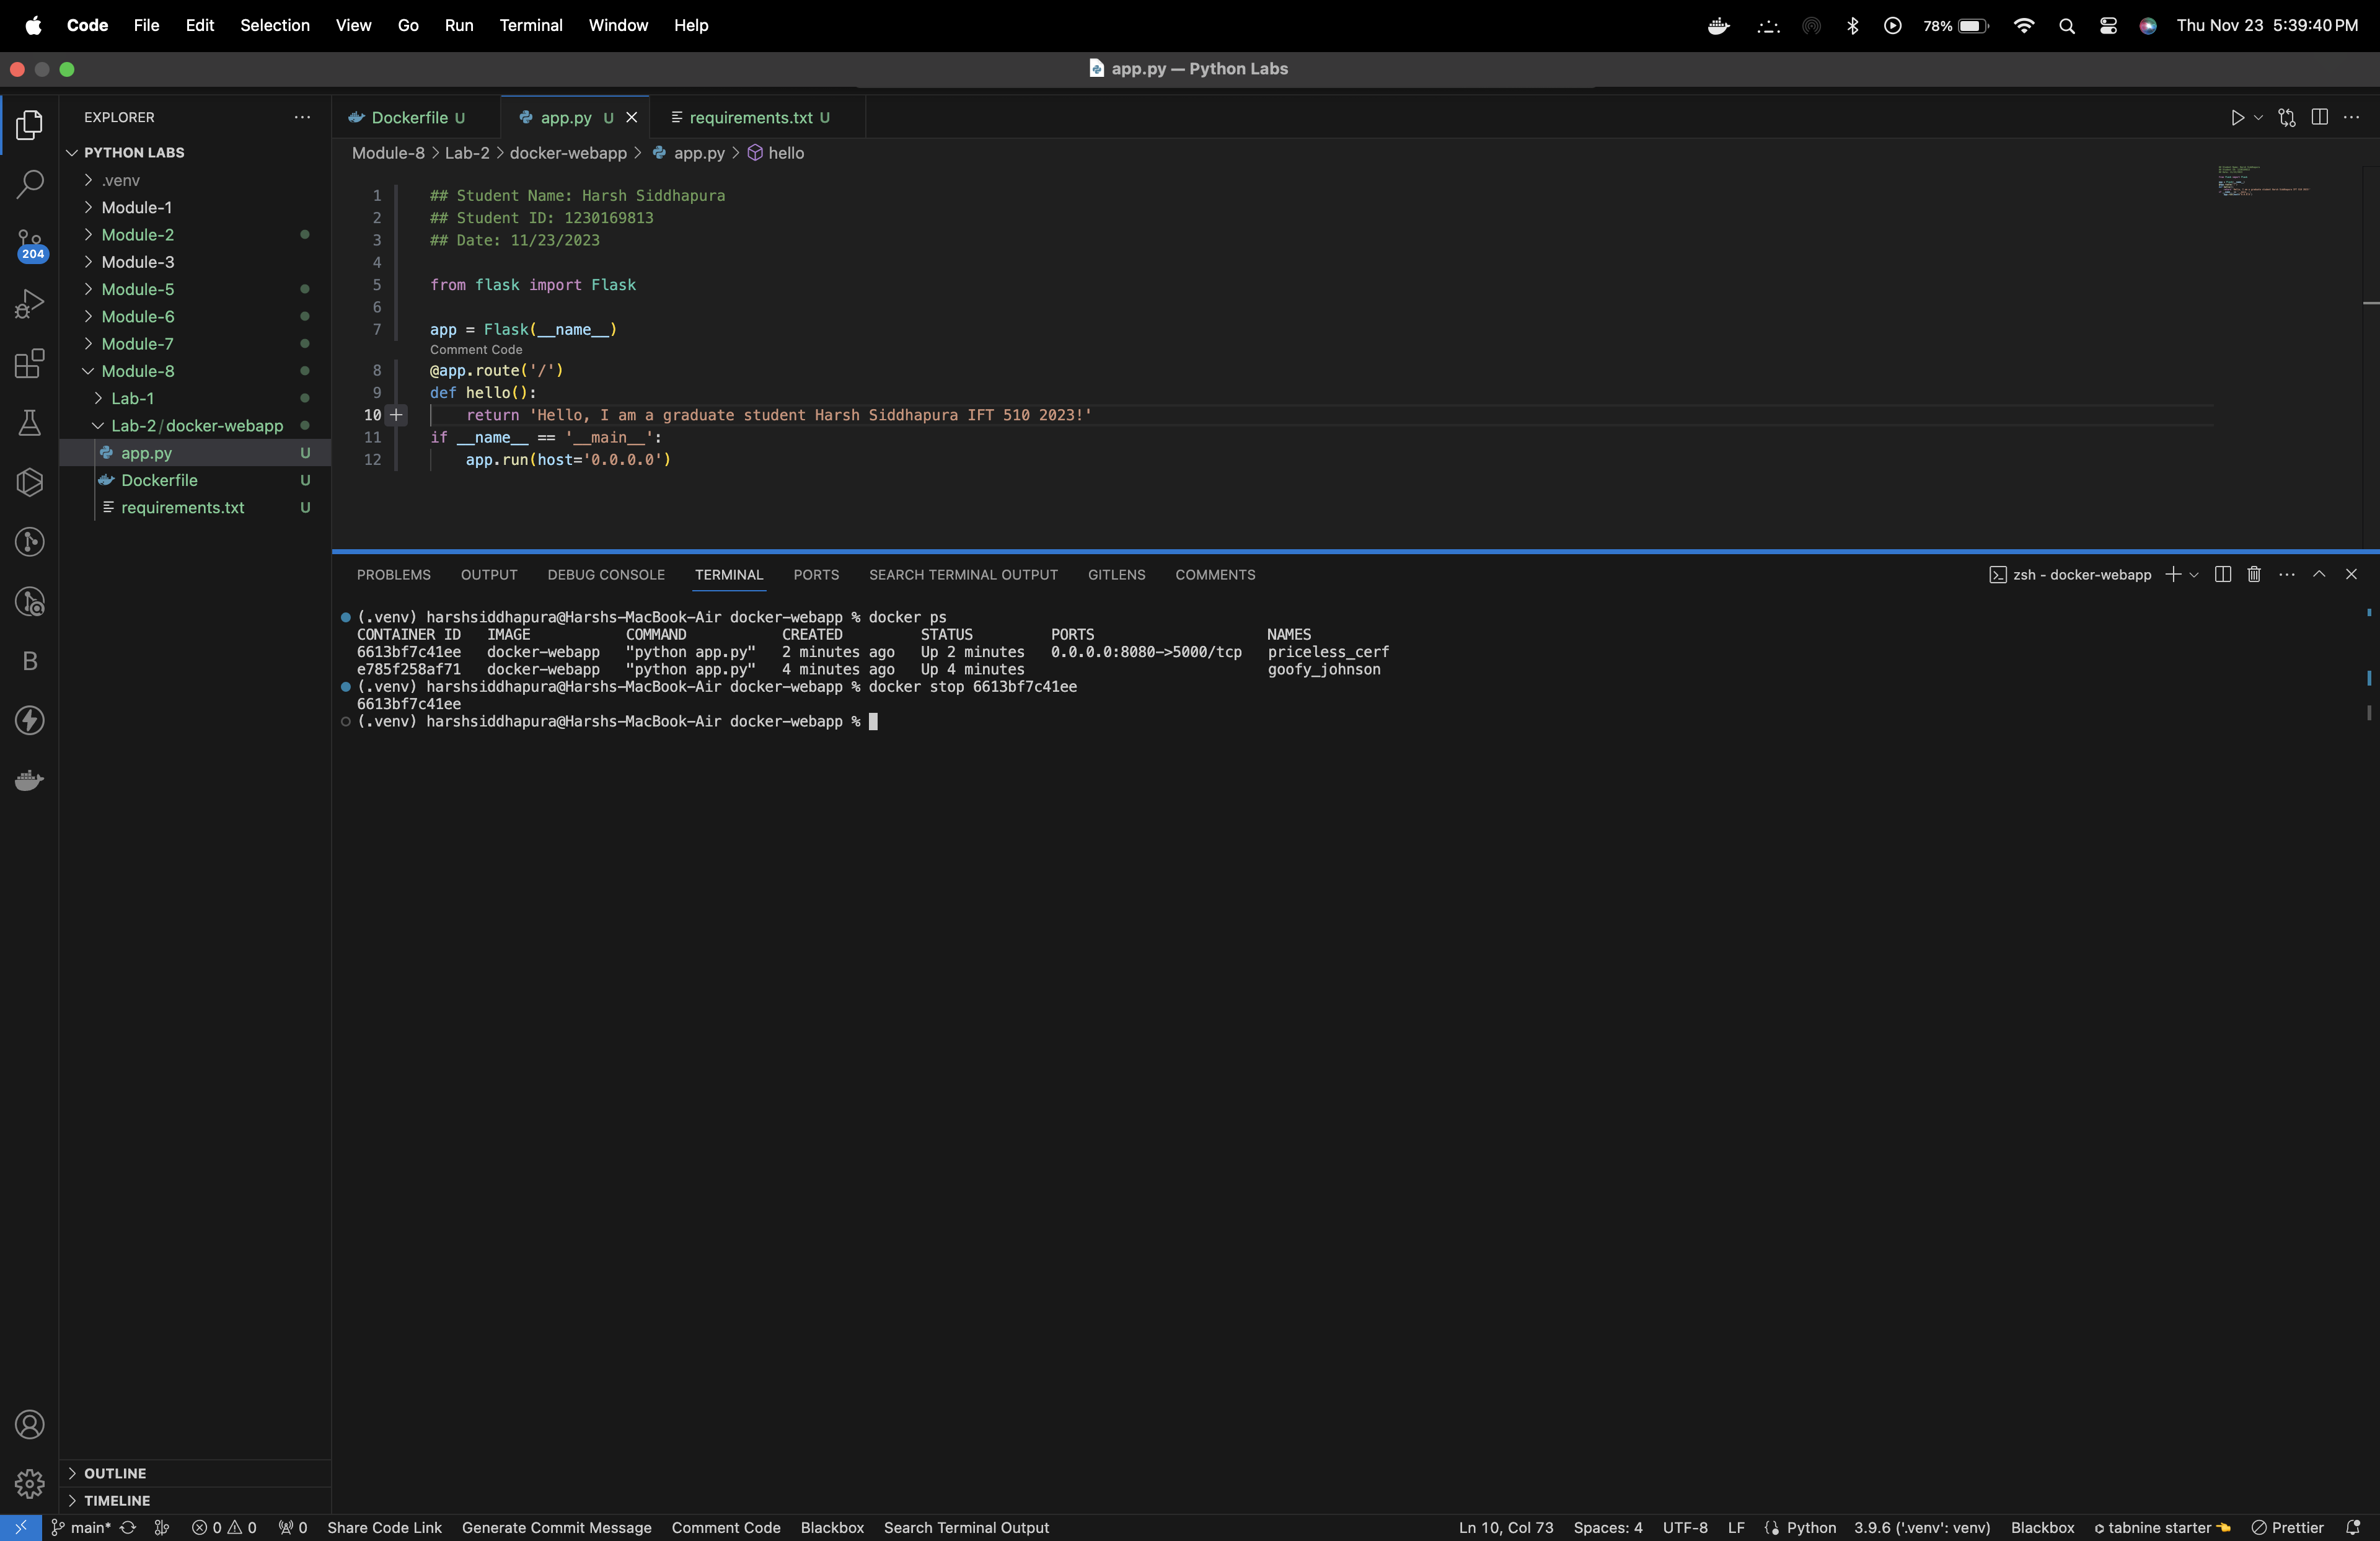 Code File Edit Selection View Go Run Terminal Window Help 78% Thu Nov 23 5:39:40 PM
app.py — Python Labs
EXPLORER
PYTHON LABS
.venv
Module-1
Module-2
Module-3
Module-5
Module-6
Module-7
Module-8
Lab-1
Lab-2/docker-webapp
app.py U
Dockerfile U
requirements.txt U
OUTLINE
TIMELINE
204
B
Dockerfile U app.py U requirements.txt U
Module-8 > Lab-2 > docker-webapp > app.py > hello
1 ## Student Name: Harsh Siddhapura
2 ## Student ID: 1230169813
3 ## Date: 11/23/2023
4
5 from flask import Flask
6
7 app = Flask(__name__)
Comment Code
8 @app.route('/')
9 def hello():
10 return 'Hello, I am a graduate student Harsh Siddhapura IFT 510 2023!'
11 if __name__ == '__main__':
12 app.run(host='0.0.0.0')
PROBLEMS OUTPUT DEBUG CONSOLE TERMINAL PORTS SEARCH TERMINAL OUTPUT GITLENS COMMENTS zsh - docker-webapp
(.venv) harshsiddhapura@Harshs-MacBook-Air docker-webapp % docker ps
CONTAINER ID IMAGE COMMAND CREATED STATUS PORTS NAMES
6613bf7c41ee docker-webapp "python app.py" 2 minutes ago Up 2 minutes 0.0.0.0:8080->5000/tcp priceless_cerf
e785f258af71 docker-webapp "python app.py" 4 minutes ago Up 4 minutes goofy_johnson
(.venv) harshsiddhapura@Harshs-MacBook-Air docker-webapp % docker stop 6613bf7c41ee
6613bf7c41ee
(.venv) harshsiddhapura@Harshs-MacBook-Air docker-webapp %
main* 0 0 0 Share Code Link Generate Commit Message Comment Code Blackbox Search Terminal Output Ln 10, Col 73 Spaces: 4 UTF-8 LF Python 3.9.6 ('.venv': venv) Blackbox tabnine starter Prettier